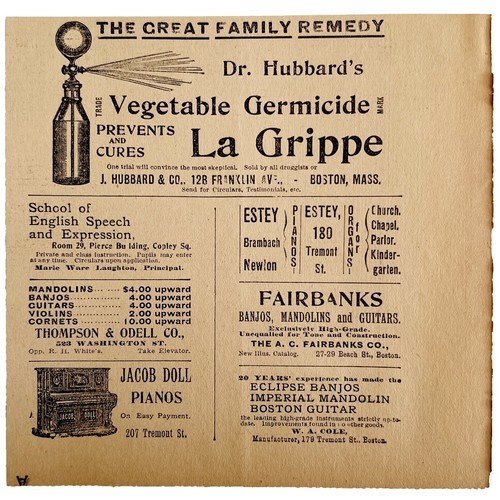 THE GREAT FAMILY REMEDY
Dr. Hubbard's
TRADE Vegetable Germicide MARK
PREVENTS
AND
CURES
La Grippe
One trial will convince the most skeptical. Sold by all druggists or
J. HUBBARD & CO., 12B FRANKLIN AVE., - BOSTON, MASS.
Send for Circulars, Testimonials, etc.
School of
English Speech
and Expression,
Room 29, Pierce Building, Copley Sq.
Private and class instruction. Pupils may enter
at any time. Circulars upon application.
Marie Ware Laughton, Principal.
MANDOLINS ..... $4.00 upward
BANJOS ........ 4.00 upward
GUITARS ....... 4.00 upward
VIOLINS ....... 2.00 upward
CORNETS ....... 10.00 upward
THOMPSON & ODELL CO.,
523 WASHINGTON ST.
Opp. R. H. White's. Take Elevator.
JACOB DOLL
JACOB DOLL
PIANOS
On Easy Payment.
207 Tremont St.
ESTEY
Brambach
Newton
PIANOS
ESTEY,
180
Tremont
St.
ORGANS
for
Church.
Chapel.
Parlor.
Kinder-
garten.
FAIRBANKS
BANJOS, MANDOLINS and GUITARS.
Exclusively High-Grade.
Unequalled for Tone and Construction.
THE A. C. FAIRBANKS CO.,
New Illus. Catalog. 27-29 Beach St., Boston.
20 YEARS' experience has made the
ECLIPSE BANJOS
IMPERIAL MANDOLIN
BOSTON GUITAR
the leading high-grade instruments strictly up-to-
date. Improvements found in no other goods.
W. A. COLE,
Manufacturer, 179 Tremont St., Boston.
A